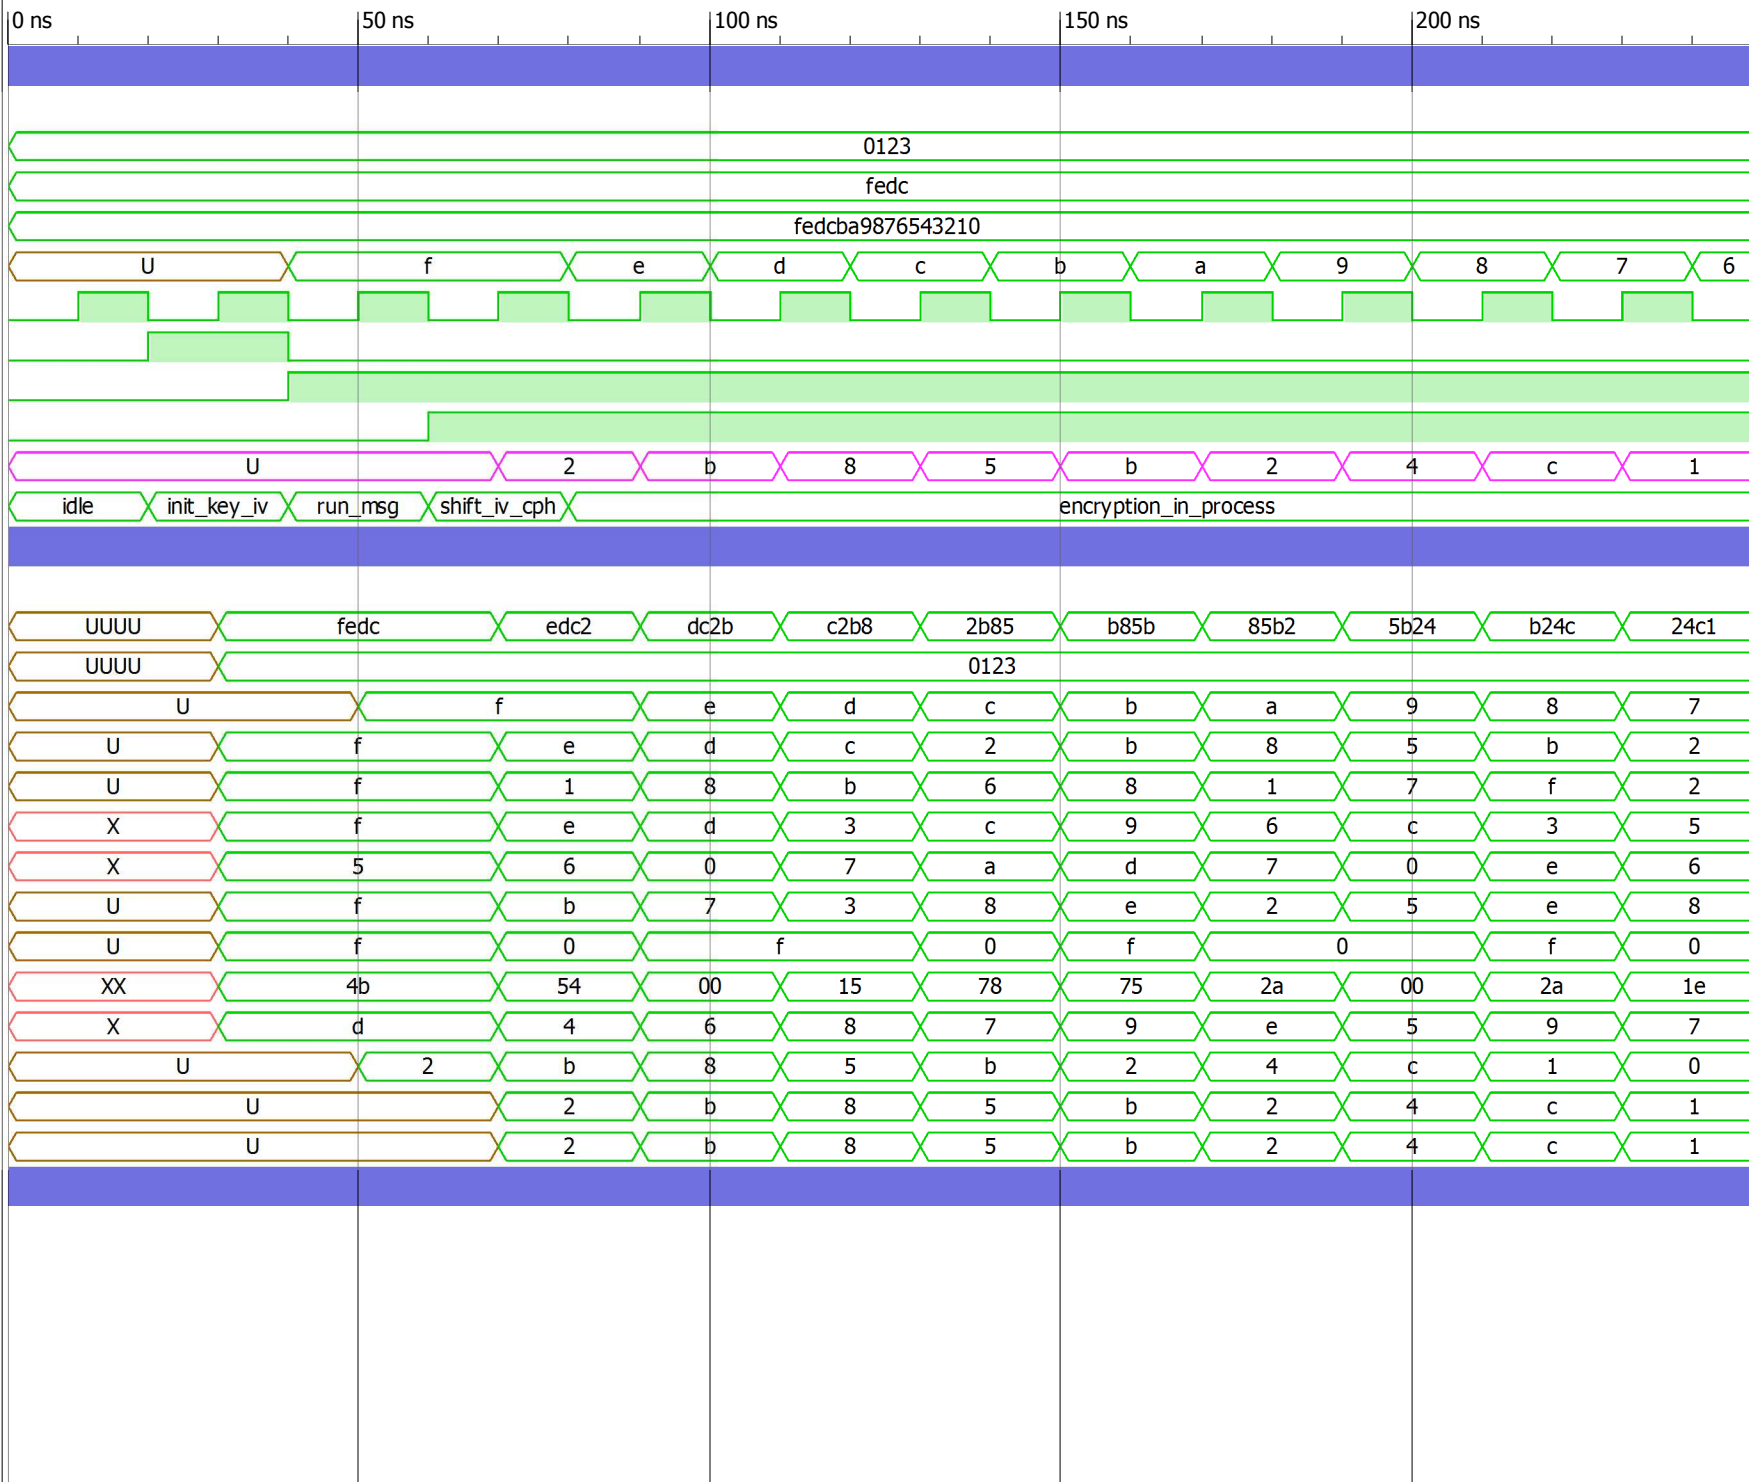 0 ns 50 ns 100 ns 150 ns 200 ns
0123
fedc
fedcba9876543210
U f e d c b a 9 8 7 6
U 2 b 8 5 b 2 4 c 1
idle init_key_iv run_msg shift_iv_cph encryption_in_process
UUUU fedc edc2 dc2b c2b8 2b85 b85b 85b2 5b24 b24c 24c1
UUUU 0123
U f e d c b a 9 8 7
U f e d c 2 b 8 5 b 2
U f 1 8 b 6 8 1 7 f 2
X f e d 3 c 9 6 c 3 5
X 5 6 0 7 a d 7 0 e 6
U f b 7 3 8 e 2 5 e 8
U f 0 f 0 f 0 f 0
XX 4b 54 00 15 78 75 2a 00 2a 1e
X d 4 6 8 7 9 e 5 9 7
U 2 b 8 5 b 2 4 c 1 0
U 2 b 8 5 b 2 4 c 1
U 2 b 8 5 b 2 4 c 1